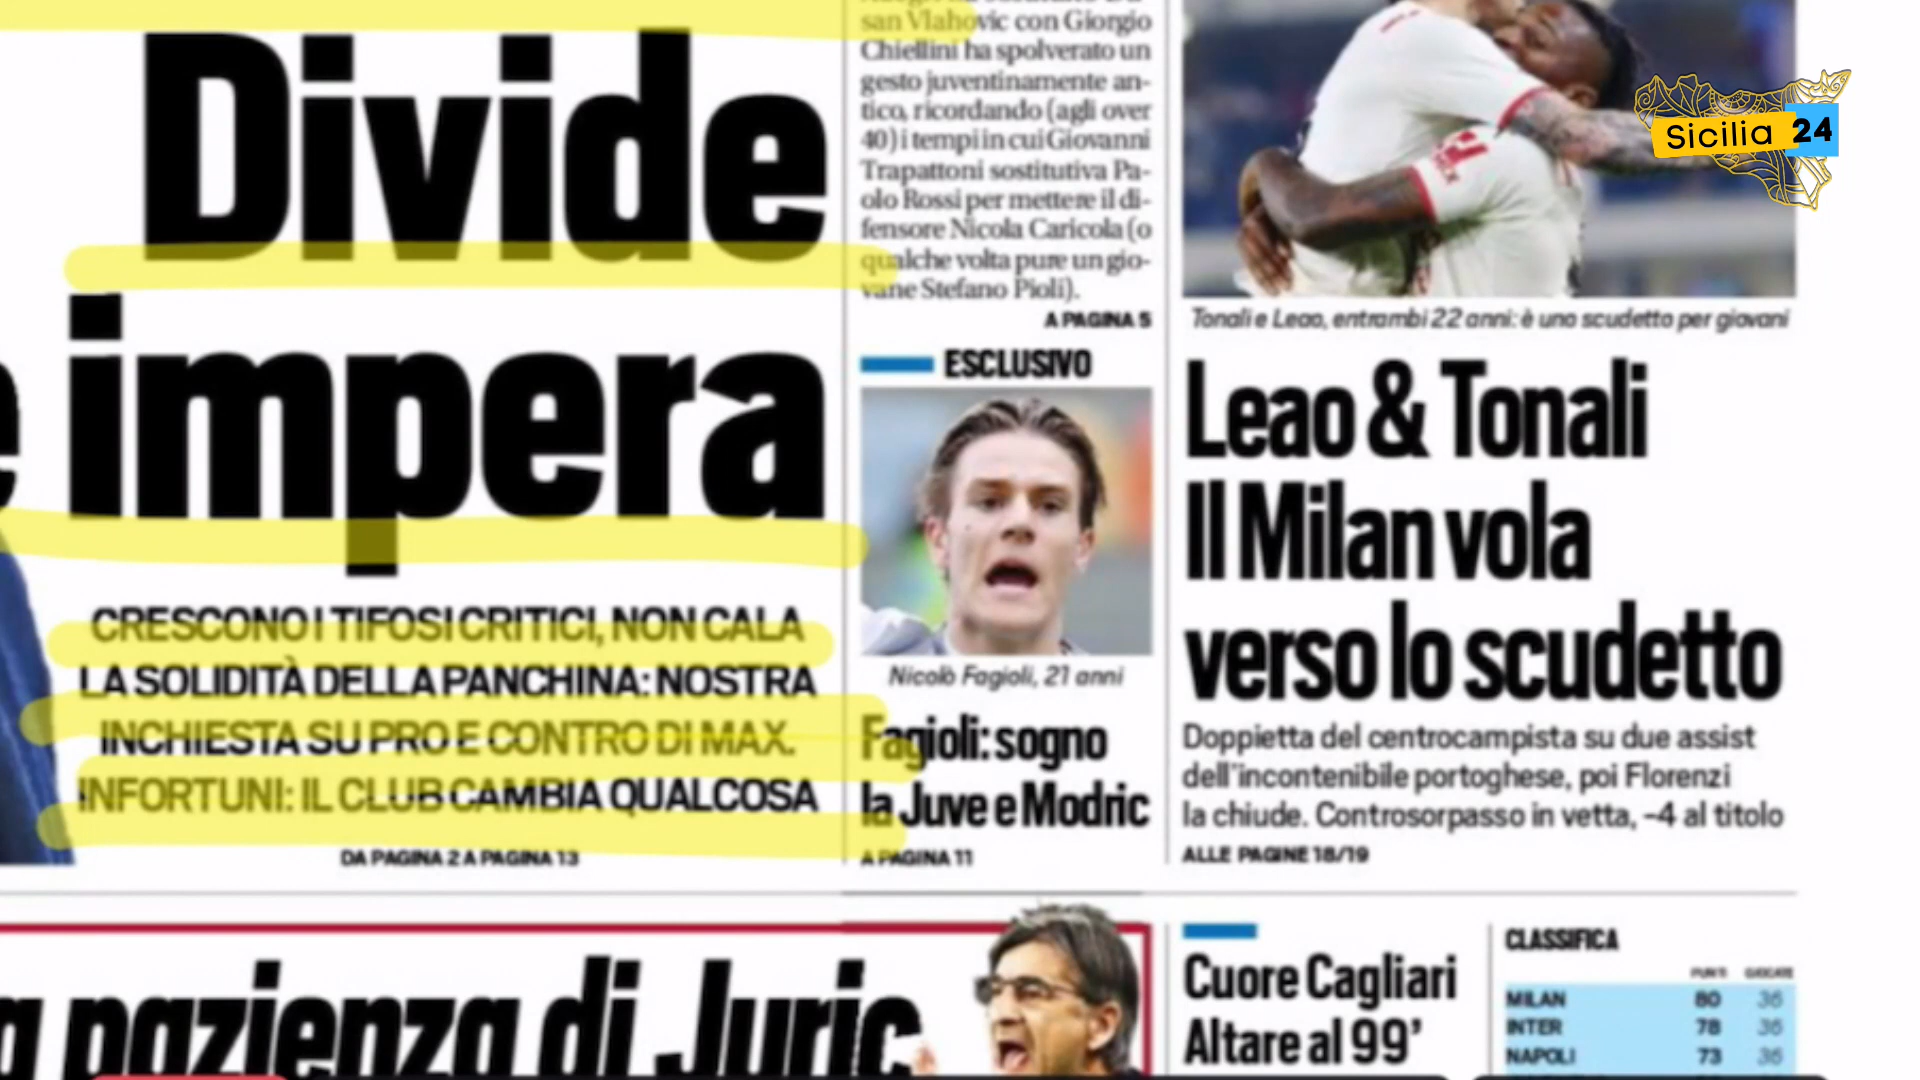 Divide
e impera
CRESCONO I TIFOSI CRITICI, NON CALA
LA SOLIDITÀ DELLA PANCHINA: NOSTRA
INCHIESTA SU PRO E CONTRO DI MAX.
INFORTUNI: IL CLUB CAMBIA QUALCOSA
DA PAGINA 2 A PAGINA 13
san Vlahovic con Giorgio
Chiellini ha spolverato un
gesto juventinamente an-
tico, ricordando (agli over
40) i tempi in cui Giovanni
Trapattoni sostitutiva Pa-
olo Rossi per mettere il di-
fensore Nicola Caricola (o
qualche volta pure un gio-
vane Stefano Pioli).
A PAGINA 5
ESCLUSIVO
Nicolò Fagioli, 21 anni
Fagioli: sogno
la Juve e Modric
A PAGINA 11
Sicilia 24
Tonali e Leao, entrambi 22 anni: è uno scudetto per giovani
Leao & Tonali
Il Milan vola
verso lo scudetto
Doppietta del centrocampista su due assist
dell'incontenibile portoghese, poi Florenzi
la chiude. Controsorpasso in vetta, -4 al titolo
ALLE PAGINE 18/19
a pazienza di Juric
Cuore Cagliari
Altare al 99'
CLASSIFICA
PUNTI GIOCATE
MILAN 80 36
INTER 78 36
NAPOLI 73 36